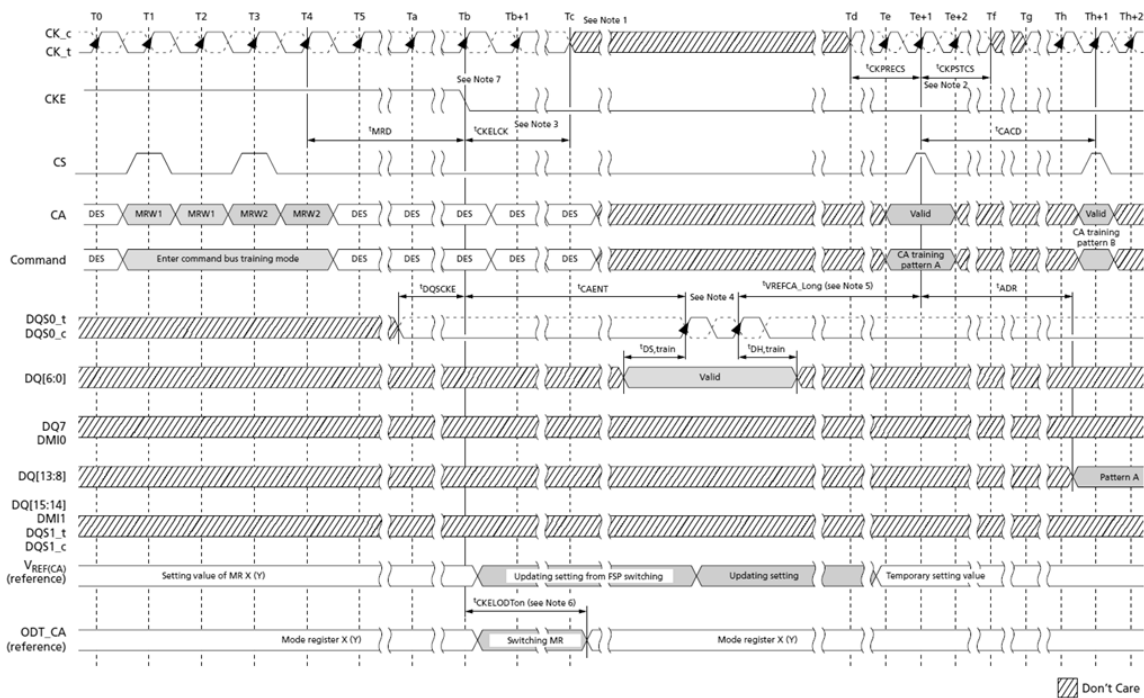 T0 T1 T2 T3 T4 T5 Ta Tb Tb+1 Tc See Note 1 Td Te Te+1 Te+2 Tf Tg Th Th+1 Th+2
CK_c
CK_t
tCKPRECS tCKPSTCS
See Note 7 See Note 2
CKE
tMRD tCKELCK See Note 3 tCACD
CS
CA DES MRW1 MRW1 MRW2 MRW2 DES DES DES DES DES Valid Valid
CA training
pattern B
Command DES Enter command bus training mode DES DES DES DES DES CA training
pattern A
tDQSCKE tCAENT See Note 4 tVREFCA_Long (see Note 5) tADR
DQS0_t
DQS0_c
tDS,train tDH,train
DQ[6:0] Valid
DQ7
DMI0
DQ[13:8] Pattern A
DQ[15:14]
DMI1
DQS1_t
DQS1_c
VREF(CA)
(reference) Setting value of MR X (Y) Updating setting from FSP switching Updating setting Temporary setting value
tCKELODTon (see Note 6)
ODT_CA
(reference) Mode register X (Y) Switching MR Mode register X (Y)
Don't Care